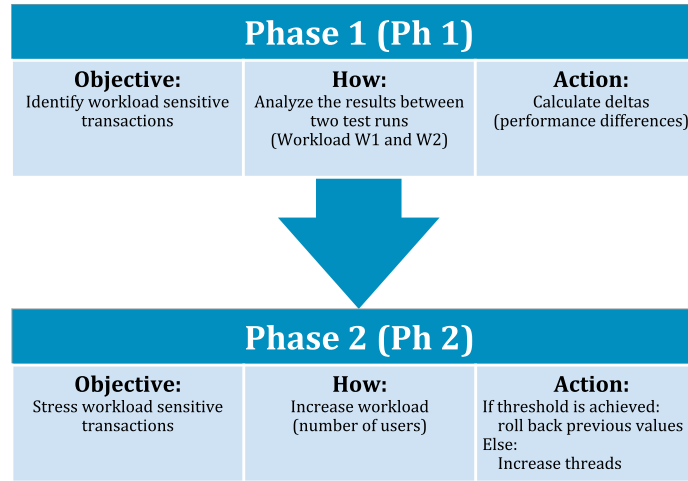 Phase 1 (Ph 1)
Objective:
Identify workload sensitive
transactions
How:
Analyze the results between
two test runs
(Workload W1 and W2)
Action:
Calculate deltas
(performance differences)
Phase 2 (Ph 2)
Objective:
Stress workload sensitive
transactions
How:
Increase workload
(number of users)
Action:
If threshold is achieved:
roll back previous values
Else:
Increase threads